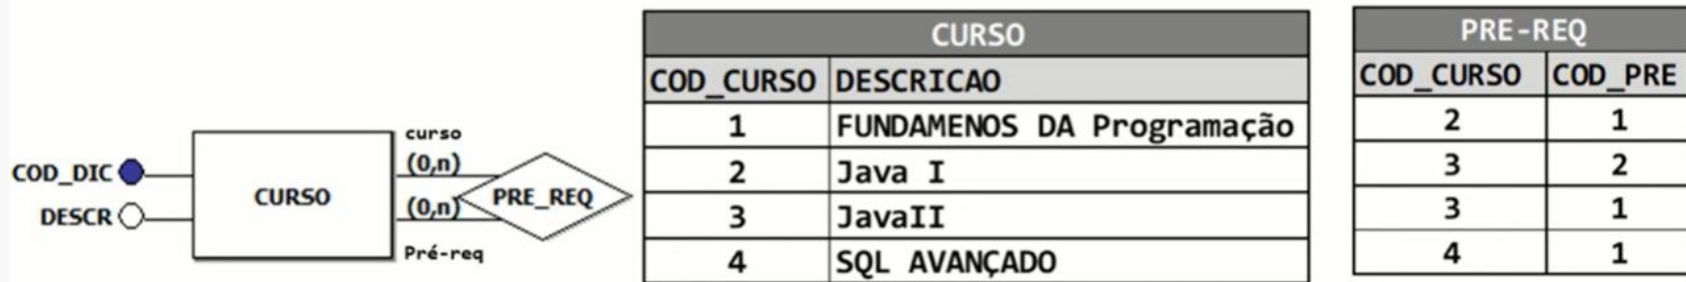 COD_DIC
DESCR
CURSO
curso
(0,n)
(0,n)
Pré-req
PRE_REQ
CURSO
COD_CURSO DESCRICAO
1 FUNDAMENOS DA Programação
2 Java I
3 JavaII
4 SQL AVANÇADO
PRE-REQ
COD_CURSO COD_PRE
2 1
3 2
3 1
4 1